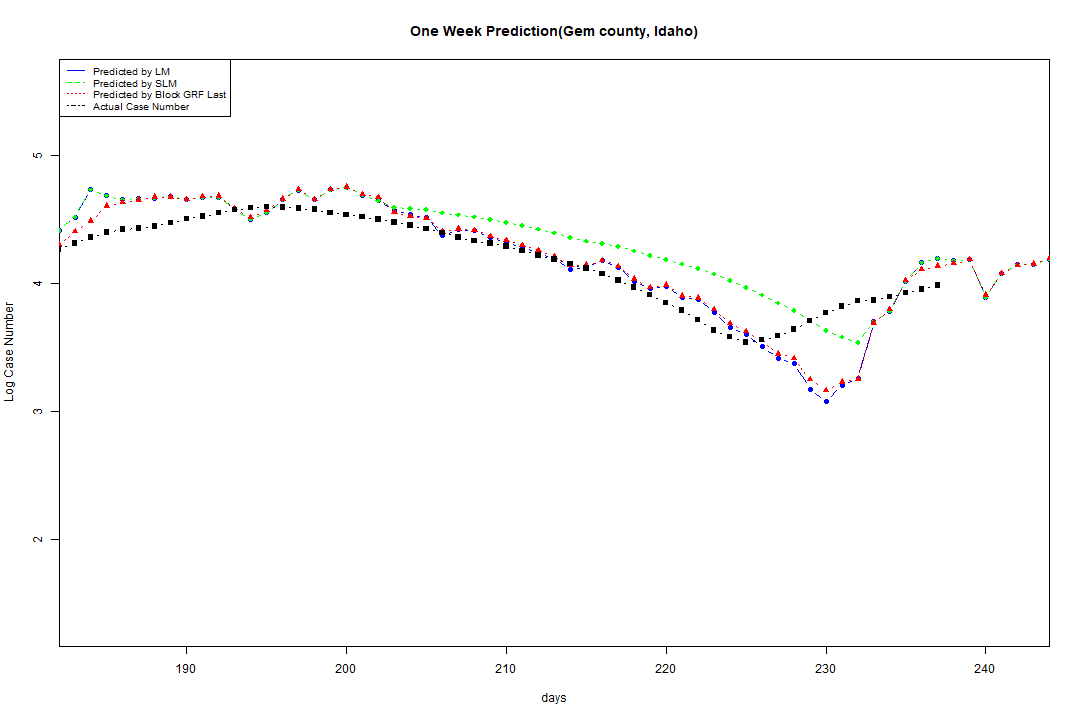 One Week Prediction(Gem county, Idaho)
Predicted by LM
Predicted by SLM
Predicted by Block GRF Last
Actual Case Number
Log Case Number
5
4
3
2
190
200
210
220
230
240
days